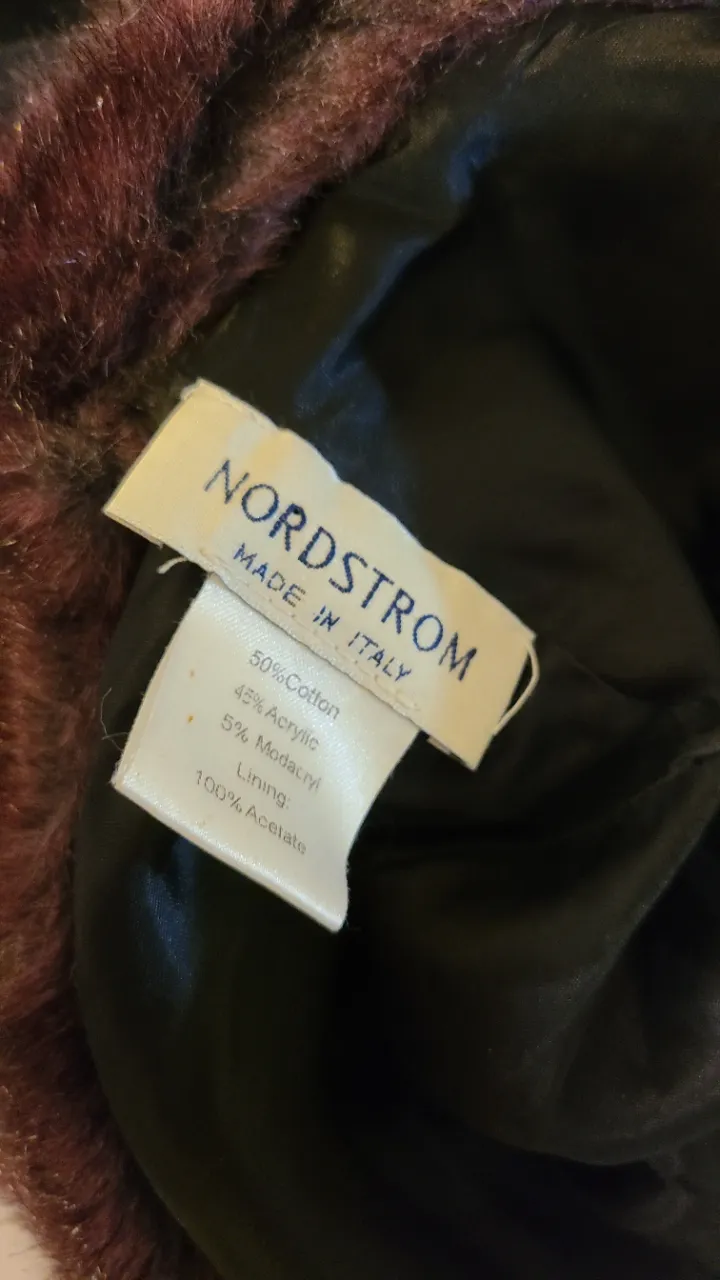 NORDSTROM
MADE IN ITALY
50%Cotton
45%Acrylic
5% Modacryl
Lining:
100%Acetate